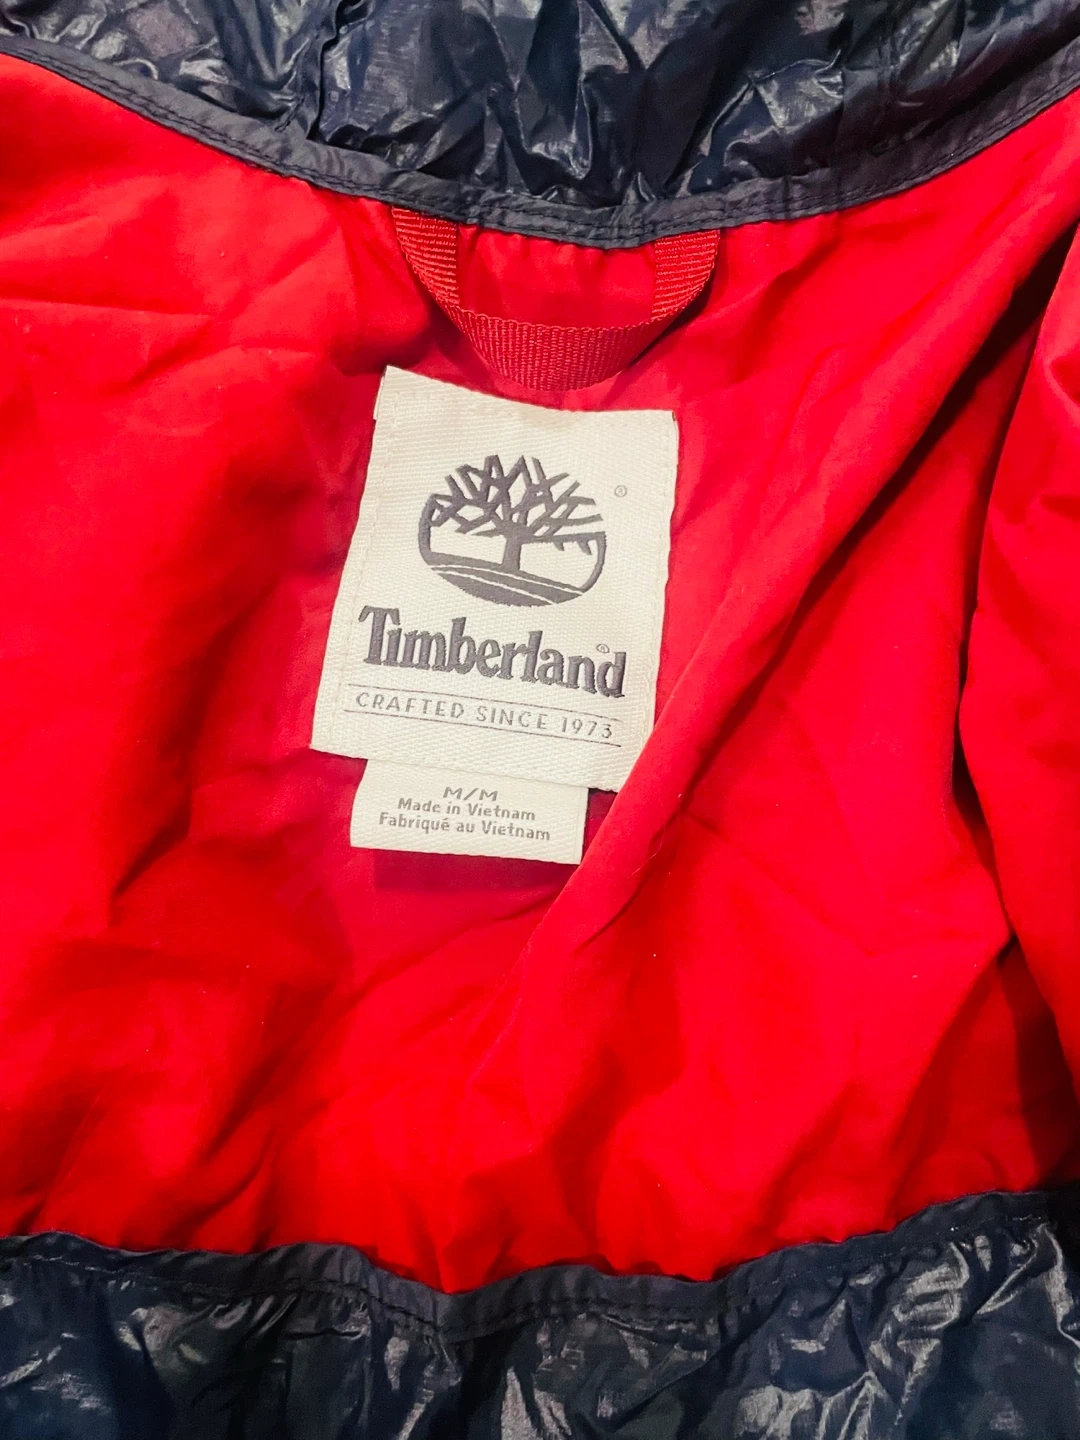 ®
Timberland®
CRAFTED SINCE 1973
M/M
Made in Vietnam
Fabriqué au Vietnam